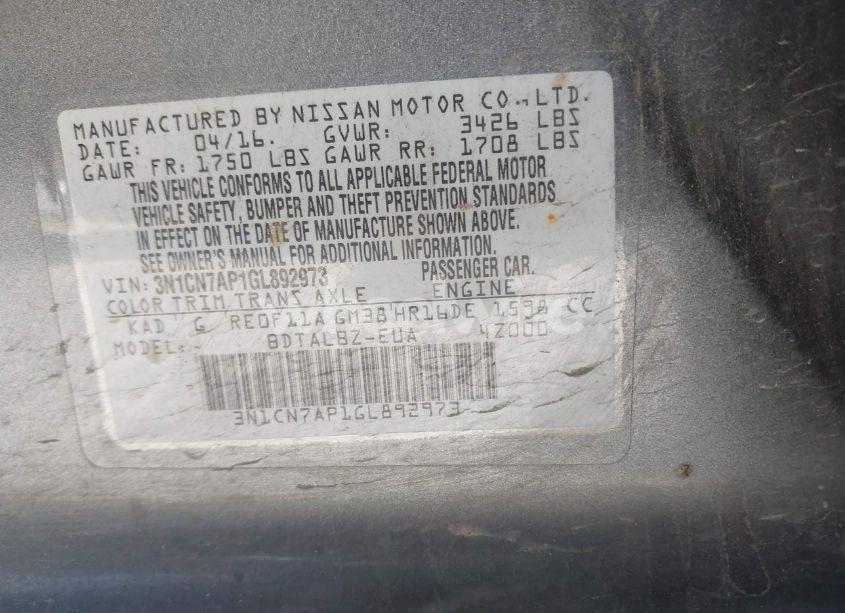 MANUFACTURED BY NISSAN MOTOR CO., LTD.
DATE: 04/16. GVWR: 3426 LBS
GAWR FR: 1750 LBS GAWR RR: 1708 LBS
THIS VEHICLE CONFORMS TO ALL APPLICABLE FEDERAL MOTOR
VEHICLE SAFETY, BUMPER AND THEFT PREVENTION STANDARDS
IN EFFECT ON THE DATE OF MANUFACTURE SHOWN ABOVE.
SEE OWNER'S MANUAL FOR ADDITIONAL INFORMATION.
VIN: 3N1CN7AP1GL892973 PASSENGER CAR.
COLOR TRIM TRANS AXLE ENGINE
KAD G RE0F11A GM38 HR16DE 1598 CC
MODEL: BDTALBZ-EUA 42000
3N1CN7AP1GL892973